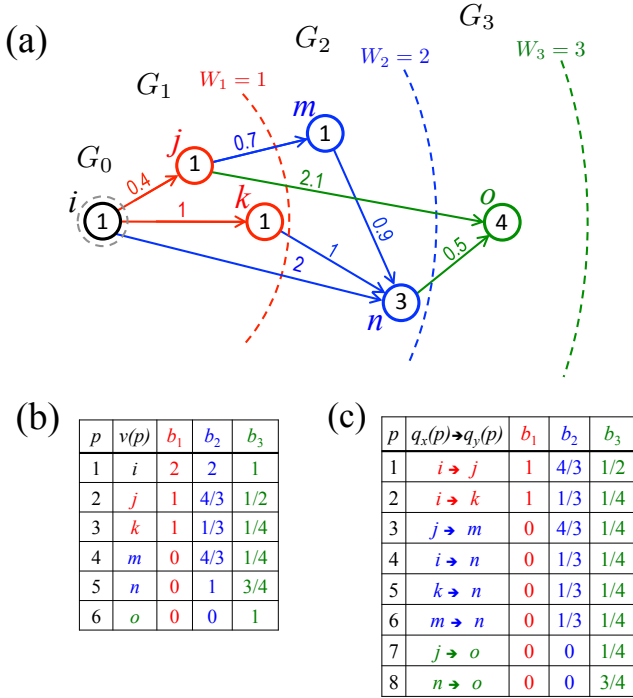 (a)
G₀
G₁
G₂
G₃
W₁ = 1
W₂ = 2
W₃ = 3
i
1
j
1
k
1
m
1
n
3
o
4
0.4
1
2
0.7
2.1
1
0.9
0.5
(b)
p v(p) b₁ b₂ b₃
1 i 2 2 1
2 j 1 4/3 1/2
3 k 1 1/3 1/4
4 m 0 4/3 1/4
5 n 0 1 3/4
6 o 0 0 1
(c)
p qₓ(p)➔qᵧ(p) b₁ b₂ b₃
1 i ➔ j 1 4/3 1/2
2 i ➔ k 1 1/3 1/4
3 j ➔ m 0 4/3 1/4
4 i ➔ n 0 1/3 1/4
5 k ➔ n 0 1/3 1/4
6 m ➔ n 0 1/3 1/4
7 j ➔ o 0 0 1/4
8 n ➔ o 0 0 3/4